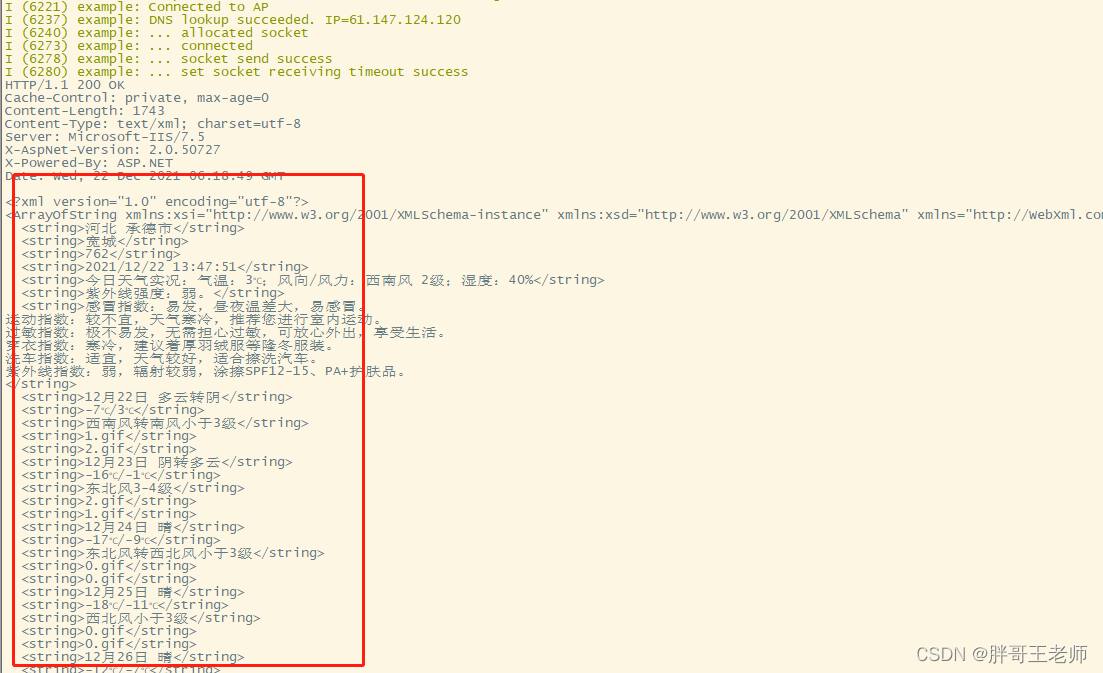 I (6221) example: Connected to AP
I (6237) example: DNS lookup succeeded. IP=61.147.124.120
I (6240) example: ... allocated socket
I (6273) example: ... connected
I (6278) example: ... socket send success
I (6280) example: ... set socket receiving timeout success
HTTP/1.1 200 OK
Cache-Control: private, max-age=0
Content-Length: 1743
Content-Type: text/xml; charset=utf-8
Server: Microsoft-IIS/7.5
X-AspNet-Version: 2.0.50727
X-Powered-By: ASP.NET
Date: Wed, 22 Dec 2021 06:18:49 GMT
<?xml version="1.0" encoding="utf-8"?>
<ArrayOfString xmlns:xsi="http://www.w3.org/2001/XMLSchema-instance" xmlns:xsd="http://www.w3.org/2001/XMLSchema" xmlns="http://WebXml.co
<string>河北 承德市</string>
<string>宽城</string>
<string>762</string>
<string>2021/12/22 13:47:51</string>
<string>今日天气实况：气温：3℃；风向/风力：西南风 2级；湿度：40%</string>
<string>紫外线强度：弱。</string>
<string>感冒指数：易发，昼夜温差大，易感冒。
运动指数：较不宜，天气寒冷，推荐您进行室内运动。
过敏指数：极不易发，无需担心过敏，可放心外出，享受生活。
穿衣指数：寒冷，建议着厚羽绒服等隆冬服装。
洗车指数：适宜，天气较好，适合擦洗汽车。
紫外线指数：弱，辐射较弱，涂擦SPF12-15、PA+护肤品。
</string>
<string>12月22日 多云转阴</string>
<string>-7℃/3℃</string>
<string>西南风转南风小于3级</string>
<string>1.gif</string>
<string>2.gif</string>
<string>12月23日 阴转多云</string>
<string>-16℃/-1℃</string>
<string>东北风3-4级</string>
<string>2.gif</string>
<string>1.gif</string>
<string>12月24日 晴</string>
<string>-17℃/-9℃</string>
<string>东北风转西北风小于3级</string>
<string>0.gif</string>
<string>0.gif</string>
<string>12月25日 晴</string>
<string>-18℃/-11℃</string>
<string>西北风小于3级</string>
<string>0.gif</string>
<string>0.gif</string>
<string>12月26日 晴</string>
CSDN @胖哥王老师